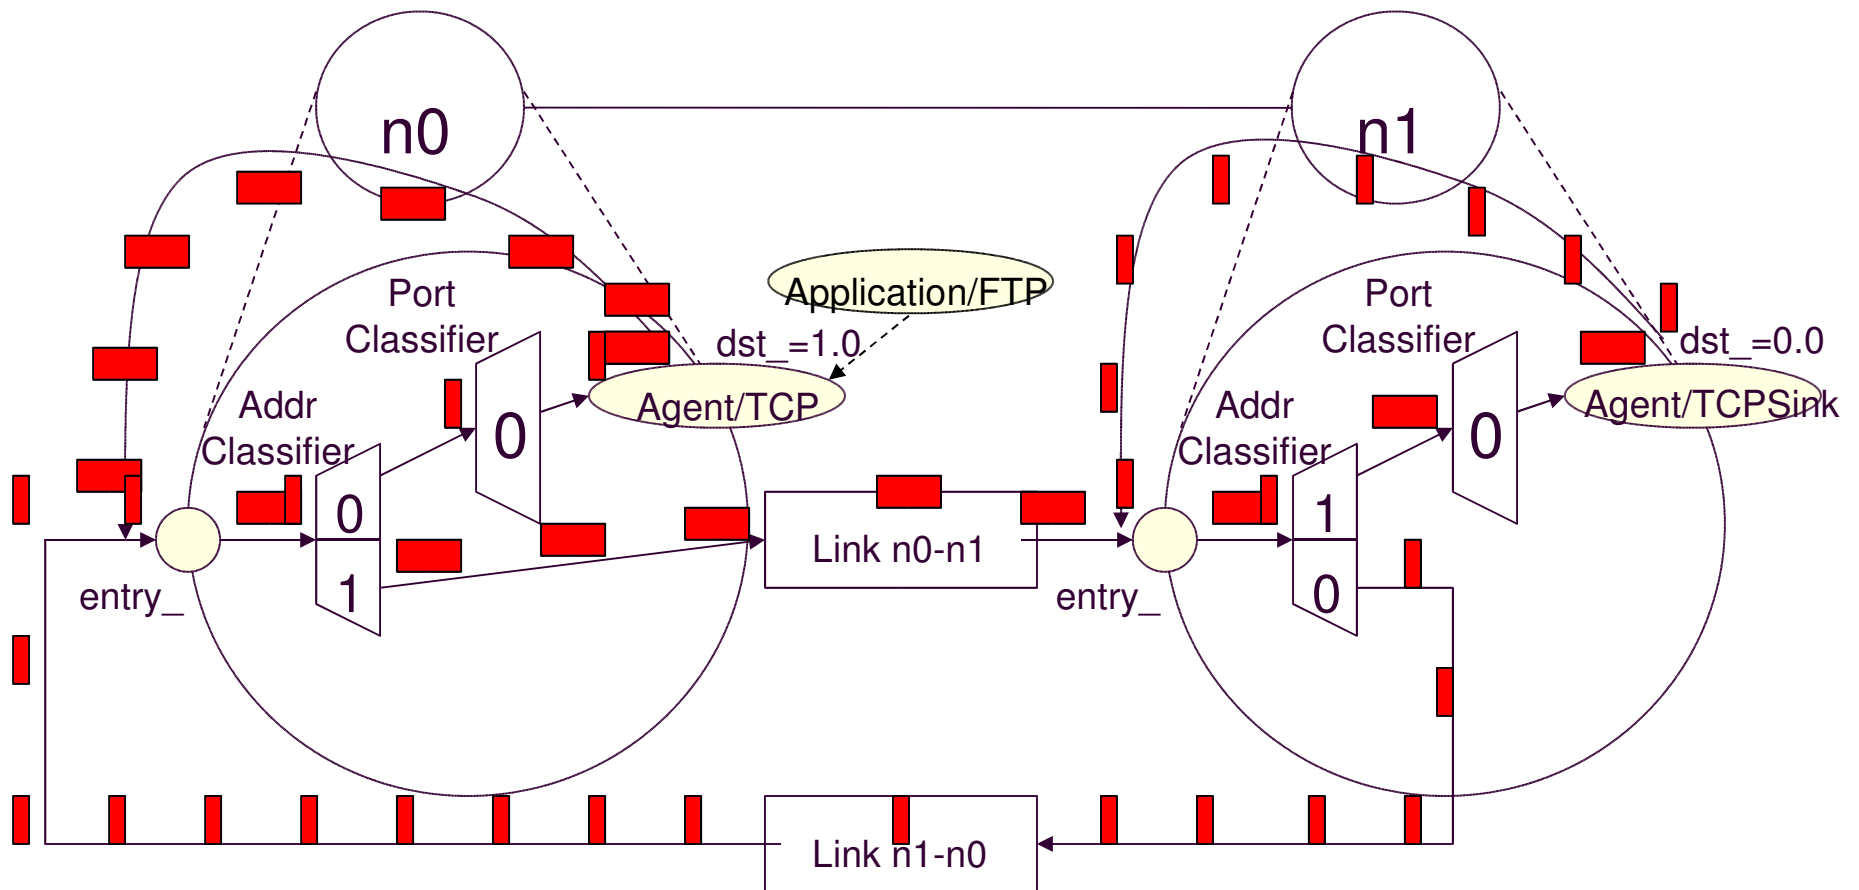 n0
n1
Application/FTP
Port
Classifier
dst_=1.0
Agent/TCP
0
Addr
Classifier
0
1
entry_
Link n0-n1
Port
Classifier
dst_=0.0
Agent/TCPSink
0
Addr
Classifier
1
0
entry_
Link n1-n0